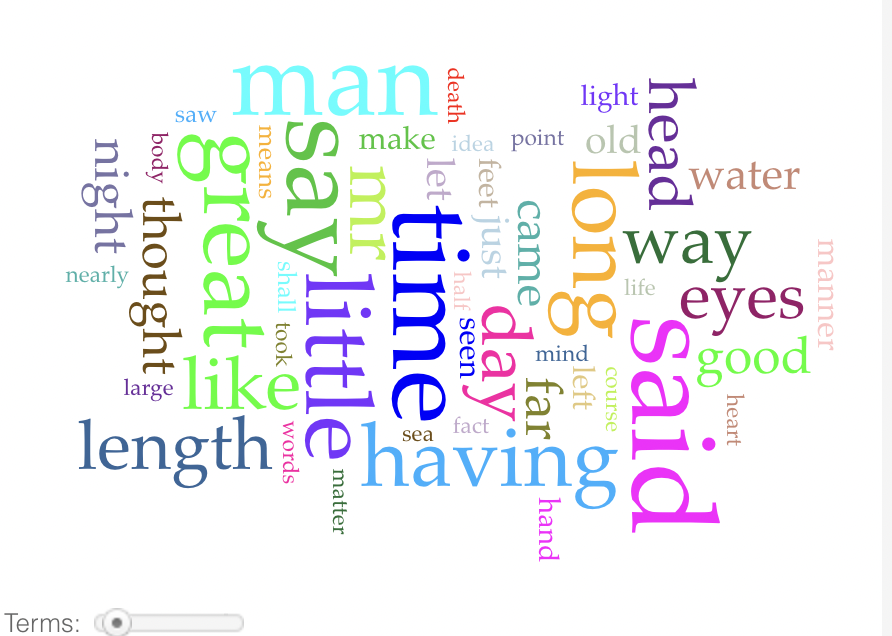 man
death
light
head
saw
make
idea
point
old
night
body
great
means
say
mr
let
feet
water
long
thought
time
just
came
way
nearly
shall
little
half
life
eyes
manner
took
seen
day
said
mind
good
large
like
far
left
course
heart
length
words
sea
fact
having
matter
hand
Terms: